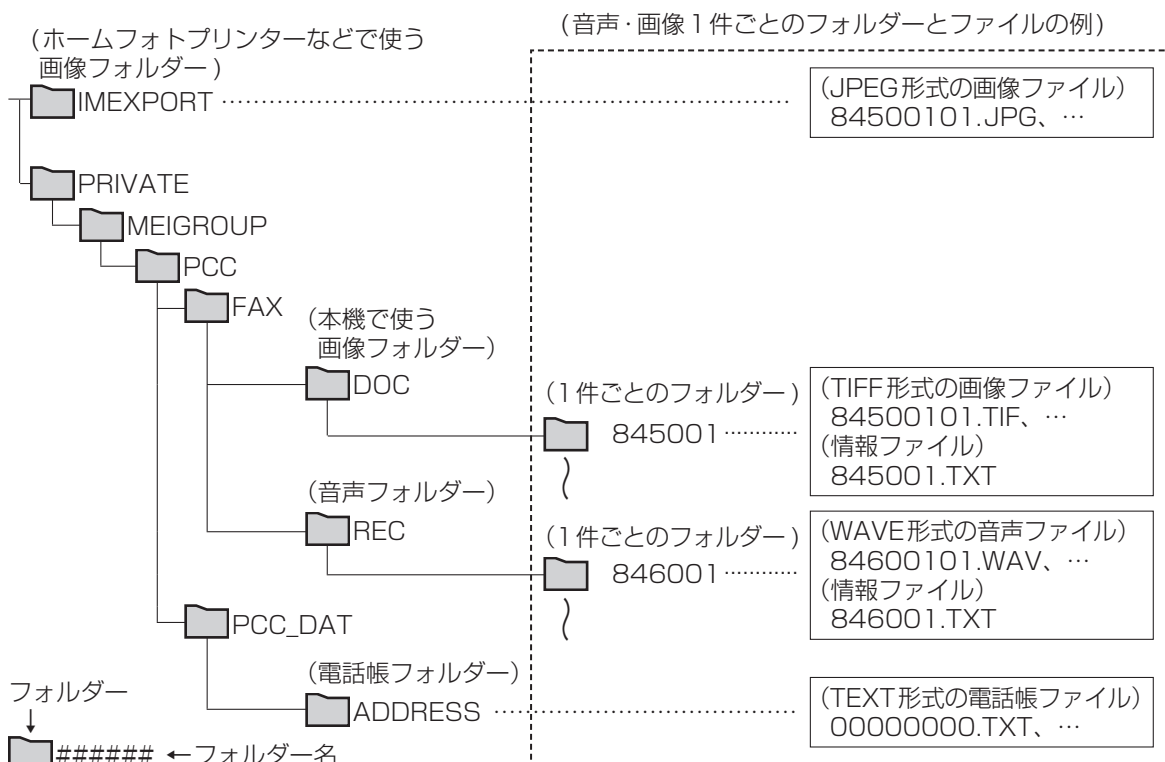 (ホームフォトプリンターなどで使う
画像フォルダー)
(音声・画像1件ごとのフォルダーとファイルの例)
IMEXPORT
(JPEG形式の画像ファイル)
84500101.JPG、…
PRIVATE
MEIGROUP
PCC
FAX
(本機で使う
画像フォルダー)
DOC
(1件ごとのフォルダー)
845001
(TIFF形式の画像ファイル)
84500101.TIF、…
(情報ファイル)
845001.TXT
(音声フォルダー)
REC
(1件ごとのフォルダー)
846001
(WAVE形式の音声ファイル)
84600101.WAV、…
(情報ファイル)
846001.TXT
PCC_DAT
(電話帳フォルダー)
ADDRESS
(TEXT形式の電話帳ファイル)
00000000.TXT、…
フォルダー
↓
###### ←フォルダー名